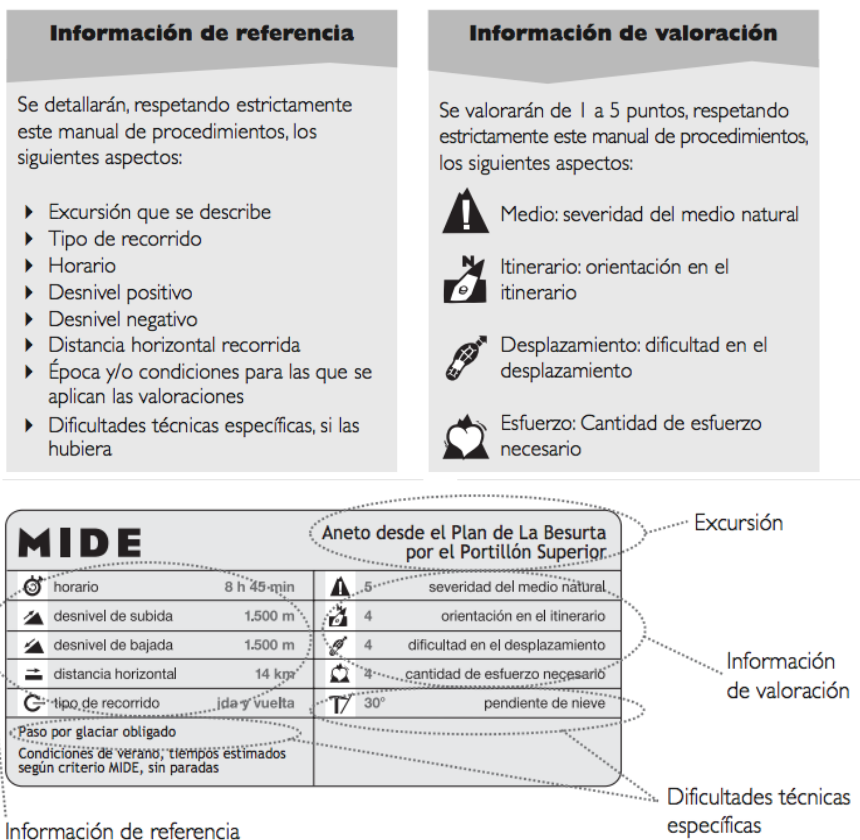 Información de referencia
Se detallarán, respetando estrictamente
este manual de procedimientos, los
siguientes aspectos:
Excursión que se describe
Tipo de recorrido
Horario
Desnivel positivo
Desnivel negativo
Distancia horizontal recorrida
Época y/o condiciones para las que se
aplican las valoraciones
Dificultades técnicas específicas, si las
hubiera
Información de valoración
Se valorarán de 1 a 5 puntos, respetando
estrictamente este manual de procedimientos,
los siguientes aspectos:
Medio: severidad del medio natural
N
Itinerario: orientación en el
itinerario
Desplazamiento: dificultad en el
desplazamiento
Esfuerzo: Cantidad de esfuerzo
necesario
MIDE
Aneto desde el Plan de La Besurta
por el Portillón Superior
Excursión
horario 8 h 45 min
desnivel de subida 1.500 m
desnivel de bajada 1.500 m
distancia horizontal 14 km
tipo de recorrido ida y vuelta
5 severidad del medio natural
4 orientación en el itinerario
4 dificultad en el desplazamiento
4 cantidad de esfuerzo necesario
30° pendiente de nieve
Información
de valoración
Paso por glaciar obligado
Condiciones de verano, tiempos estimados
según criterio MIDE, sin paradas
Dificultades técnicas
específicas
Información de referencia